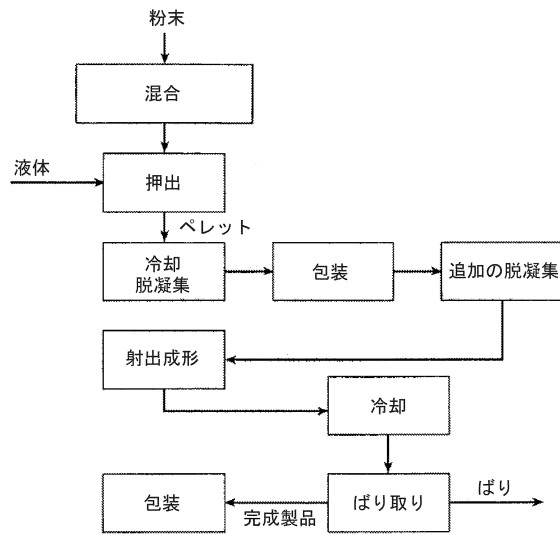 粉末
混合
液体
押出
ペレット
冷却
脱凝集
包装
追加の脱凝集
射出成形
冷却
包装
完成製品
ばり取り
ばり